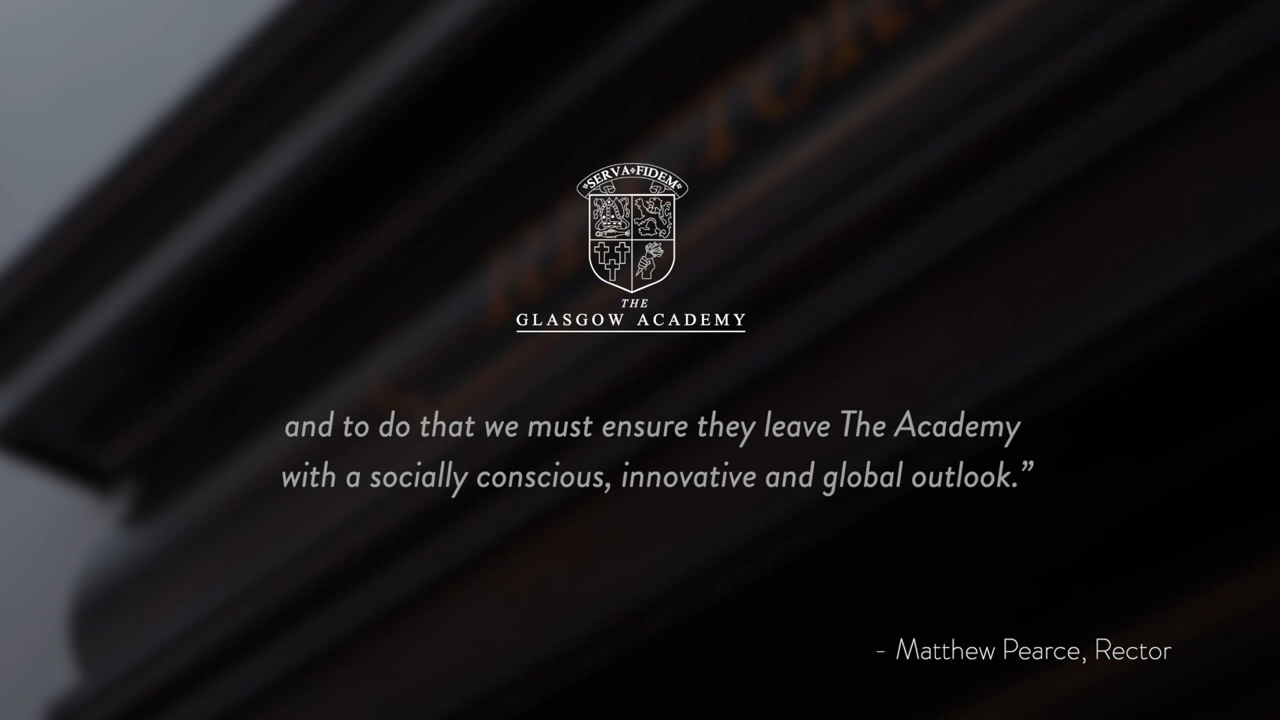 SERVA FIDEM
THE
GLASGOW ACADEMY
and to do that we must ensure they leave The Academy
with a socially conscious, innovative and global outlook.”
- Matthew Pearce, Rector